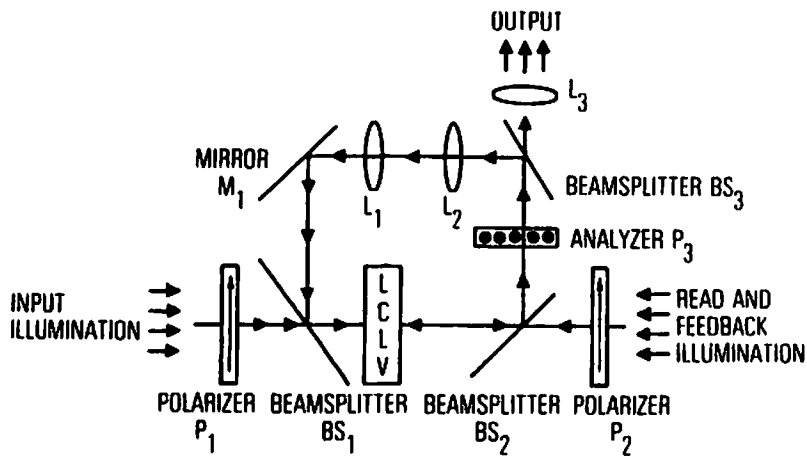 OUTPUT
L3
MIRROR
M1
L1
L2
BEAMSPLITTER BS3
ANALYZER P3
INPUT
ILLUMINATION
L
C
L
V
READ AND
FEEDBACK
ILLUMINATION
POLARIZER
P1
BEAMSPLITTER
BS1
BEAMSPLITTER
BS2
POLARIZER
P2